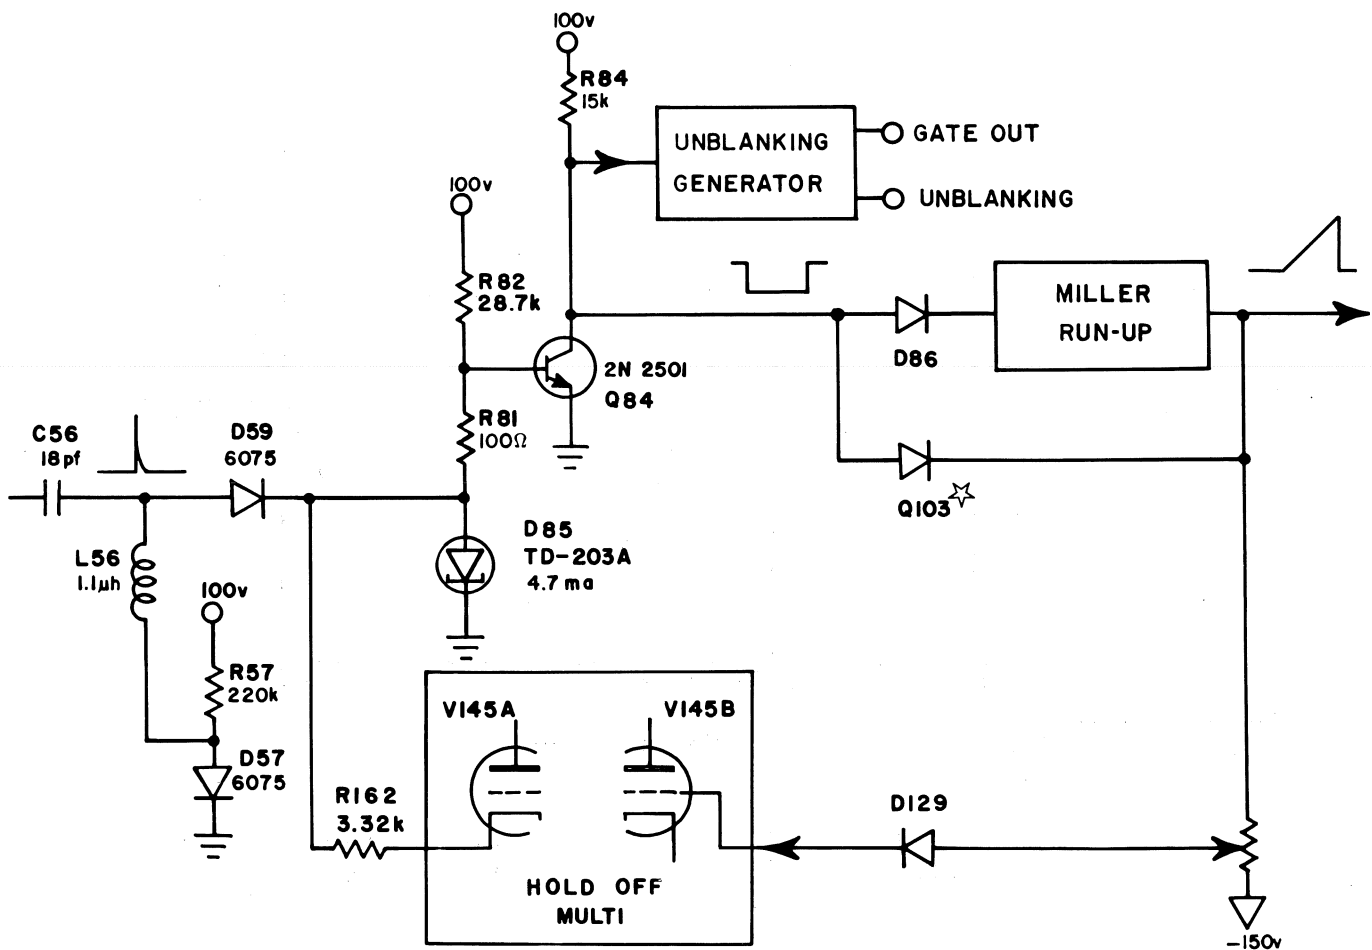 100v
R84
15k
UNBLANKING
GENERATOR
GATE OUT
UNBLANKING
100v
R82
28.7k
MILLER
RUN-UP
D86
2N 2501
Q84
R81
100Ω
C56
18pf
D59
6075
Q103☆
D85
TD-203A
4.7 ma
L56
1.1μh
100v
R57
220k
D57
6075
V145A
V145B
R162
3.32k
D129
HOLD OFF
MULTI
-150v